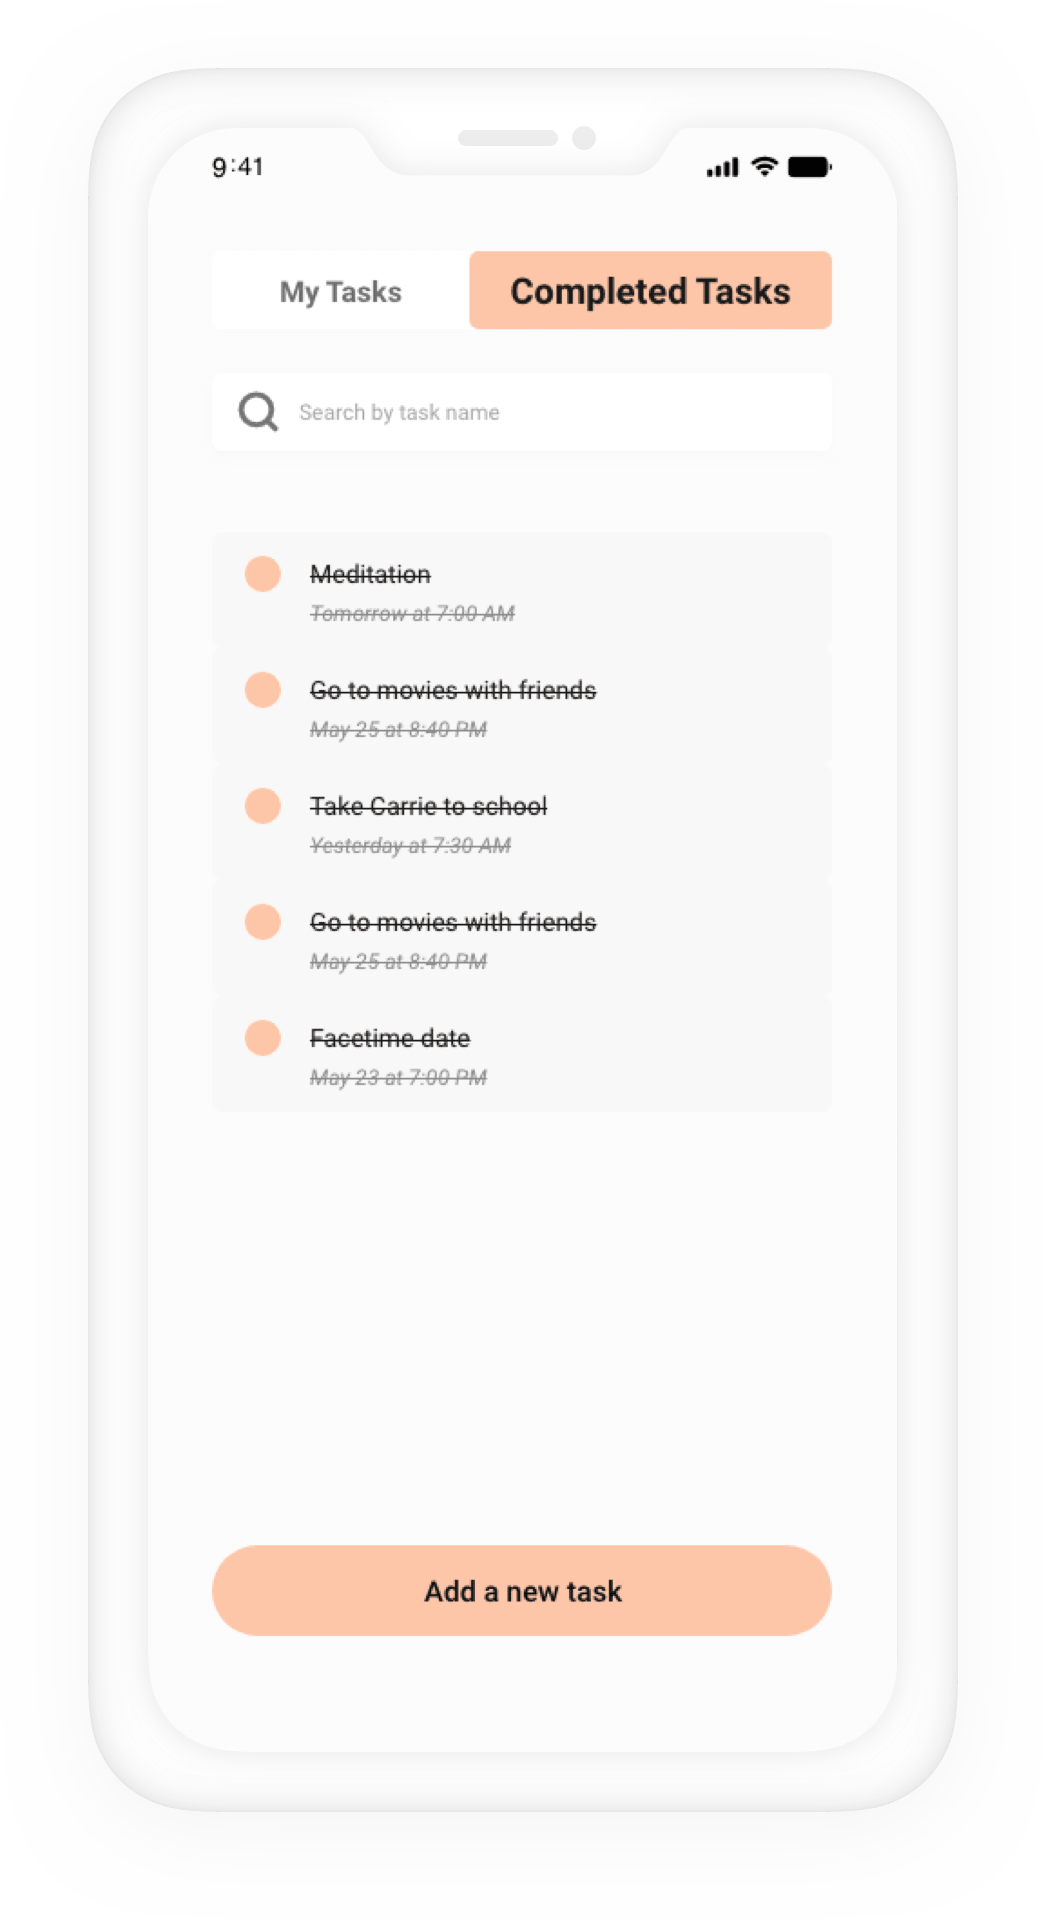 9:41
My Tasks
Completed Tasks
Search by task name
Meditation
Tomorrow at 7:00 AM
Go to movies with friends
May 25 at 8:40 PM
Take Carrie to school
Yesterday at 7:30 AM
Go to movies with friends
May 25 at 8:40 PM
Facetime date
May 23 at 7:00 PM
Add a new task